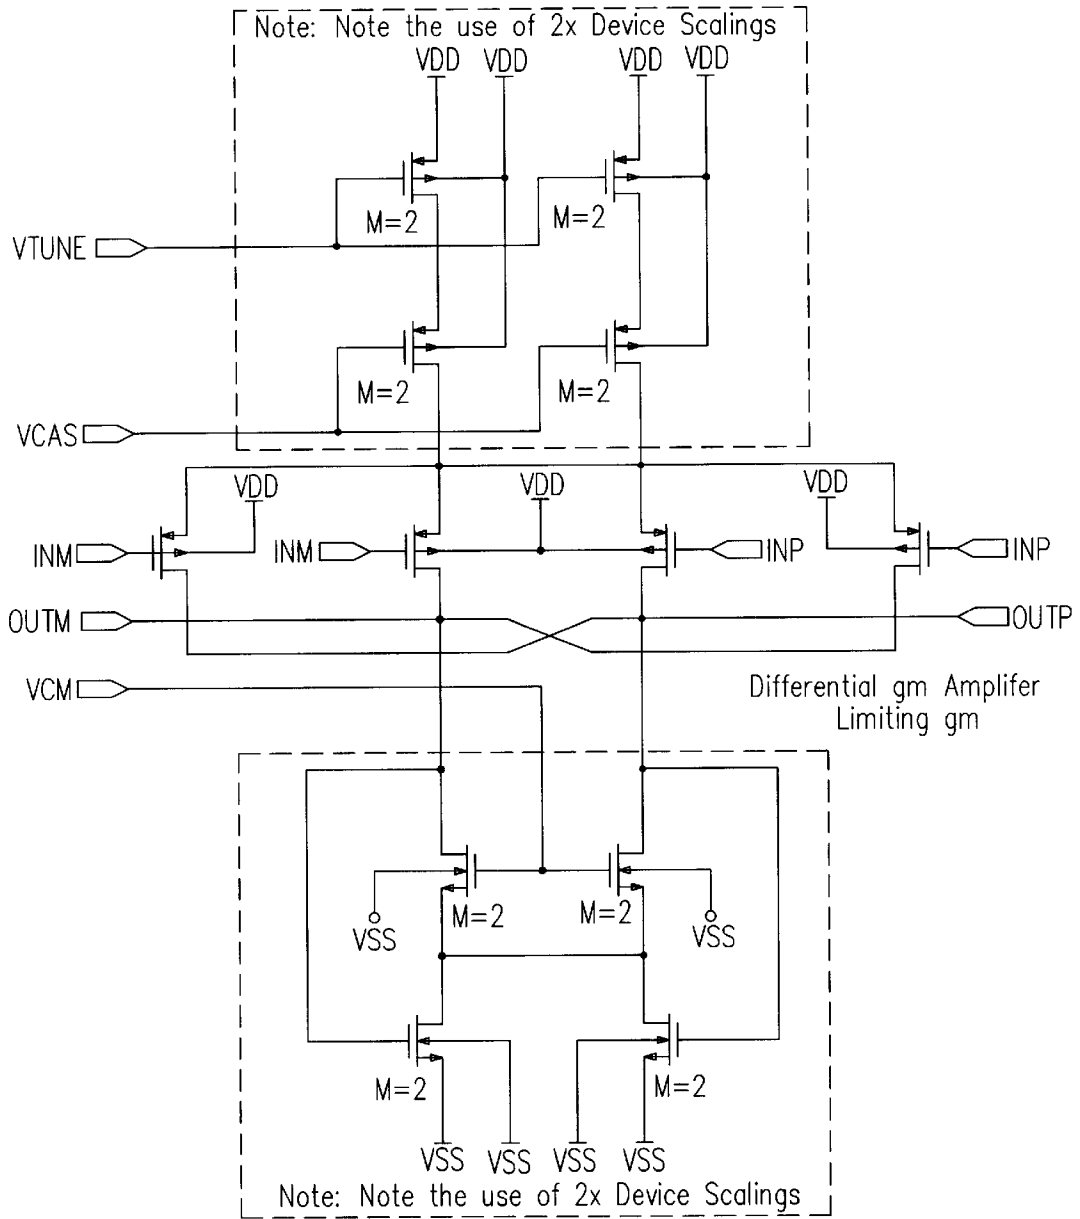 Note: Note the use of 2x Device Scalings
VDD VDD VDD VDD
M=2 M=2
VTUNE
M=2 M=2
VCAS
VDD VDD VDD
INM INM INP INP
OUTM OUTP
VCM
Differential gm Amplifer
Limiting gm
M=2 M=2
VSS VSS
M=2 M=2
VSS VSS VSS VSS
Note: Note the use of 2x Device Scalings